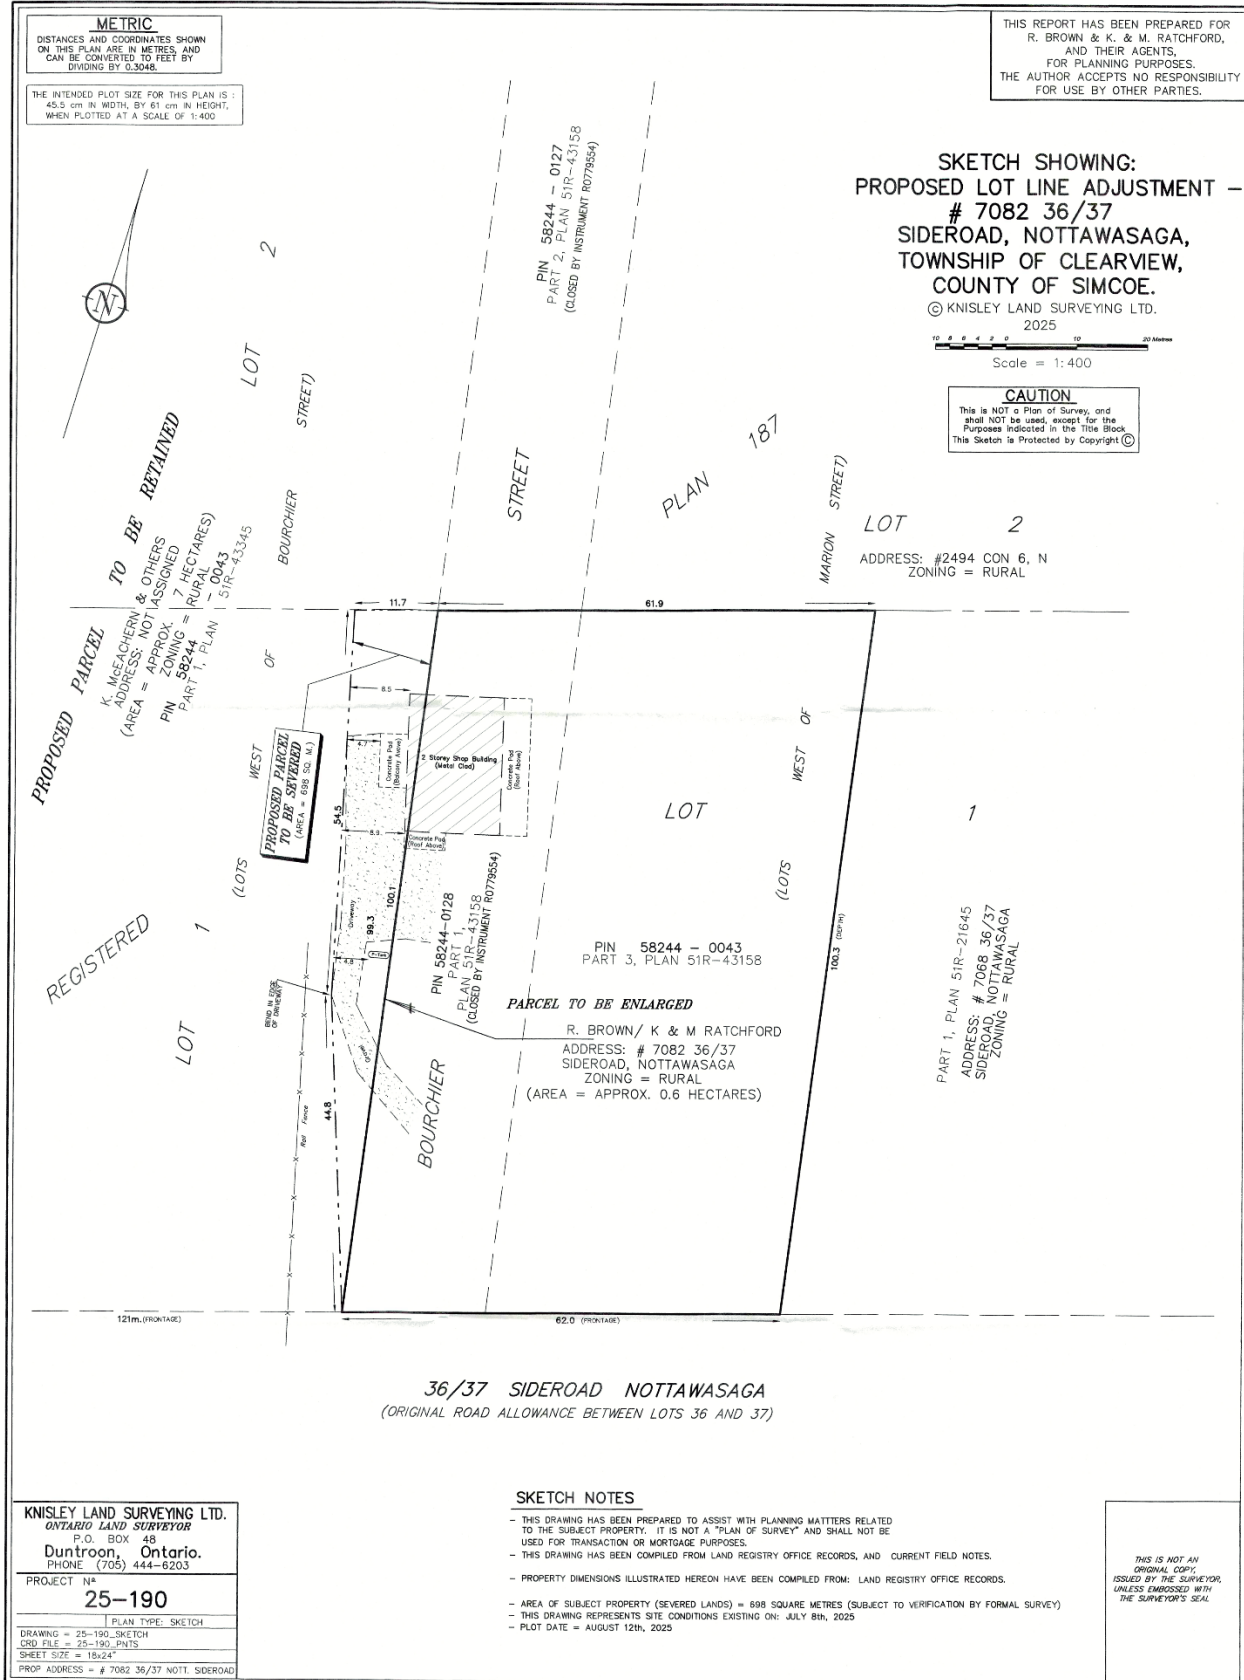 METRIC
DISTANCES AND COORDINATES SHOWN
ON THIS PLAN ARE IN METRES, AND
CAN BE CONVERTED TO FEET BY
DIVIDING BY 0.3048.
THE INTENDED PLOT SIZE FOR THIS PLAN IS :
45.5 cm IN WIDTH, BY 61 cm IN HEIGHT,
WHEN PLOTTED AT A SCALE OF 1:400
THIS REPORT HAS BEEN PREPARED FOR
R. BROWN & K. & M. RATCHFORD,
AND THEIR AGENTS,
FOR PLANNING PURPOSES.
THE AUTHOR ACCEPTS NO RESPONSIBILITY
FOR USE BY OTHER PARTIES.
SKETCH SHOWING:
PROPOSED LOT LINE ADJUSTMENT –
# 7082 36/37
SIDEROAD, NOTTAWASAGA,
TOWNSHIP OF CLEARVIEW,
COUNTY OF SIMCOE.
© KNISLEY LAND SURVEYING LTD.
2025
10 8 6 4 2 0 10 20 Metres
Scale = 1:400
CAUTION
This is NOT a Plan of Survey, and
shall NOT be used, except for the
Purposes Indicated in the Title Block
This Sketch is Protected by Copyright ©
N
PIN 58244 – 0127
PART 2, PLAN 51R–43158
(CLOSED BY INSTRUMENT RO779554)
LOT 2
BOURCHIER STREET)
STREET
PLAN 187
MARION STREET)
LOT 2
ADDRESS: #2494 CON 6, N
ZONING = RURAL
PROPOSED PARCEL TO BE RETAINED
K. McEACHERN & OTHERS
ADDRESS: NOT ASSIGNED
(AREA = APPROX. 7 HECTARES)
ZONING = RURAL
PIN 58244 – 0043
PART 1, PLAN 51R–43345
11.7
61.9
8.5
4.7
Concrete Pad
(Balcony Above)
2 Storey Shop Building
(Metal Clad)
Concrete Pad
(Roof Above)
PROPOSED PARCEL
TO BE SEVERED
(AREA = 698 SQ. M.)
54.5
8.9
Concrete Pad
(Roof Above)
(LOTS WEST OF
(LOTS WEST OF
LOT
1
REGISTERED
LOT 1
Driveway
99.3
100.1
4.8
PIN 58244–0128
PART 1,
PLAN 51R–43158
(CLOSED BY INSTRUMENT RO779554)
PIN 58244 – 0043
PART 3, PLAN 51R–43158
100.3 (DEPTH)
PART 1, PLAN 51R–21645
ADDRESS: # 7068 36/37
SIDEROAD, NOTTAWASAGA
ZONING = RURAL
BEND IN EDGE
OF DRIVEWAY
PARCEL TO BE ENLARGED
R. BROWN/ K & M RATCHFORD
ADDRESS: # 7082 36/37
SIDEROAD, NOTTAWASAGA
ZONING = RURAL
(AREA = APPROX. 0.6 HECTARES)
BOURCHIER
44.8
Rail Fence
121m.(FRONTAGE)
62.0 (FRONTAGE)
36/37 SIDEROAD NOTTAWASAGA
(ORIGINAL ROAD ALLOWANCE BETWEEN LOTS 36 AND 37)
KNISLEY LAND SURVEYING LTD.
ONTARIO LAND SURVEYOR
P.O. BOX 48
Duntroon, Ontario.
PHONE (705) 444–6203
PROJECT Nº
25–190
PLAN TYPE: SKETCH
DRAWING = 25–190_SKETCH
CRD FILE = 25–190_PNTS
SHEET SIZE = 18x24"
PROP ADDRESS = # 7082 36/37 NOTT. SIDEROAD
SKETCH NOTES
– THIS DRAWING HAS BEEN PREPARED TO ASSIST WITH PLANNING MATTTERS RELATED
TO THE SUBJECT PROPERTY. IT IS NOT A "PLAN OF SURVEY" AND SHALL NOT BE
USED FOR TRANSACTION OR MORTGAGE PURPOSES.
– THIS DRAWING HAS BEEN COMPILED FROM LAND REGISTRY OFFICE RECORDS, AND CURRENT FIELD NOTES.
– PROPERTY DIMENSIONS ILLUSTRATED HEREON HAVE BEEN COMPILED FROM: LAND REGISTRY OFFICE RECORDS.
– AREA OF SUBJECT PROPERTY (SEVERED LANDS) = 698 SQUARE METRES (SUBJECT TO VERIFICATION BY FORMAL SURVEY)
– THIS DRAWING REPRESENTS SITE CONDITIONS EXISTING ON: JULY 8th, 2025
– PLOT DATE = AUGUST 12th, 2025
THIS IS NOT AN
ORIGINAL COPY,
ISSUED BY THE SURVEYOR,
UNLESS EMBOSSED WITH
THE SURVEYOR'S SEAL